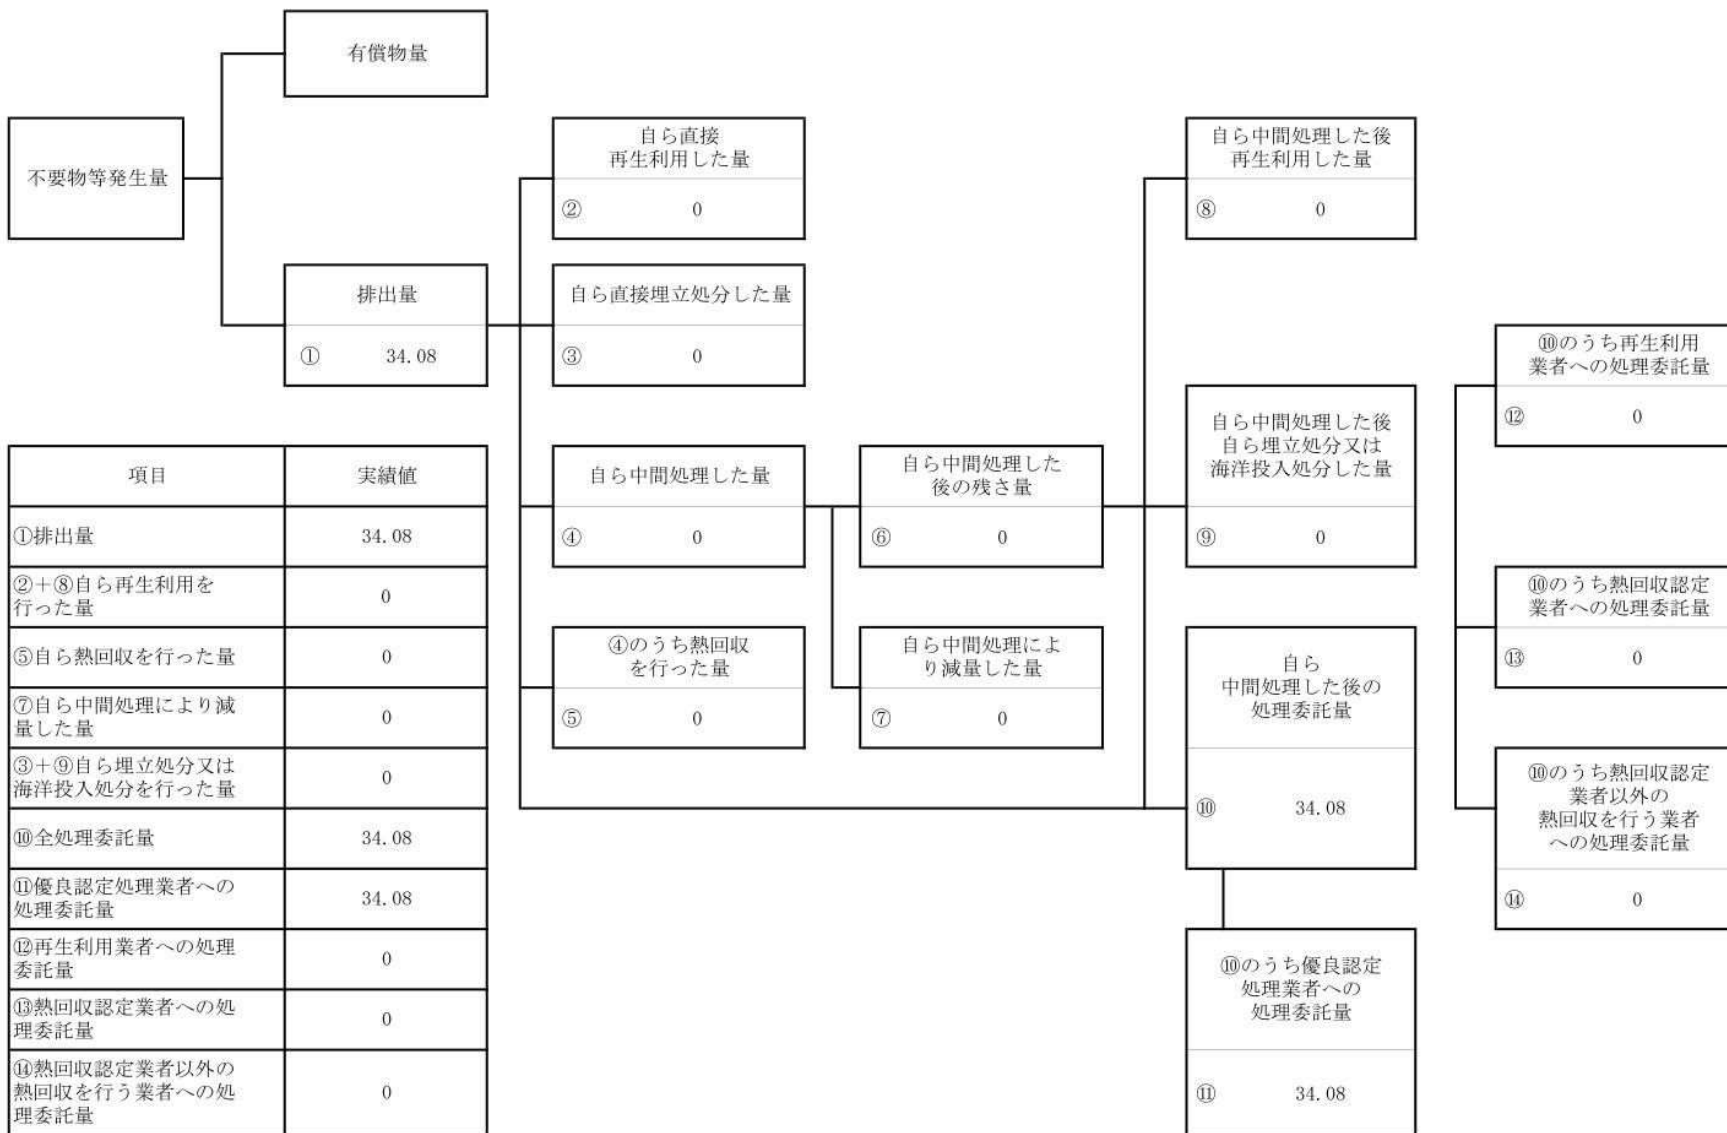 有償物量
不要物等発生量
排出量
① 34.08
自ら直接
再生利用した量
② 0
自ら直接埋立処分した量
③ 0
自ら中間処理した量
④ 0
④のうち熱回収
を行った量
⑤ 0
自ら中間処理した
後の残さ量
⑥ 0
自ら中間処理によ
り減量した量
⑦ 0
自ら中間処理した後
再生利用した量
⑧ 0
自ら中間処理した後
自ら埋立処分又は
海洋投入処分した量
⑨ 0
自ら
中間処理した後の
処理委託量
⑩ 34.08
⑩のうち優良認定
処理業者への
処理委託量
⑪ 34.08
⑩のうち再生利用
業者への処理委託量
⑫ 0
⑩のうち熱回収認定
業者への処理委託量
⑬ 0
⑩のうち熱回収認定
業者以外の
熱回収を行う業者
への処理委託量
⑭ 0
項目 実績値
①排出量 34.08
②＋⑧自ら再生利用を
行った量 0
⑤自ら熱回収を行った量 0
⑦自ら中間処理により減
量した量 0
③＋⑨自ら埋立処分又は
海洋投入処分を行った量 0
⑩全処理委託量 34.08
⑪優良認定処理業者への
処理委託量 34.08
⑫再生利用業者への処理
委託量 0
⑬熱回収認定業者への処
理委託量 0
⑭熱回収認定業者以外の
熱回収を行う業者への処
理委託量 0